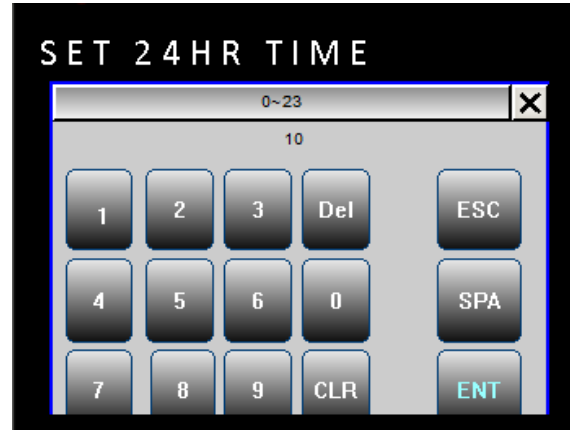 SET 24HR TIME
0~23
10
1 2 3 Del ESC
4 5 6 0 SPA
7 8 9 CLR ENT